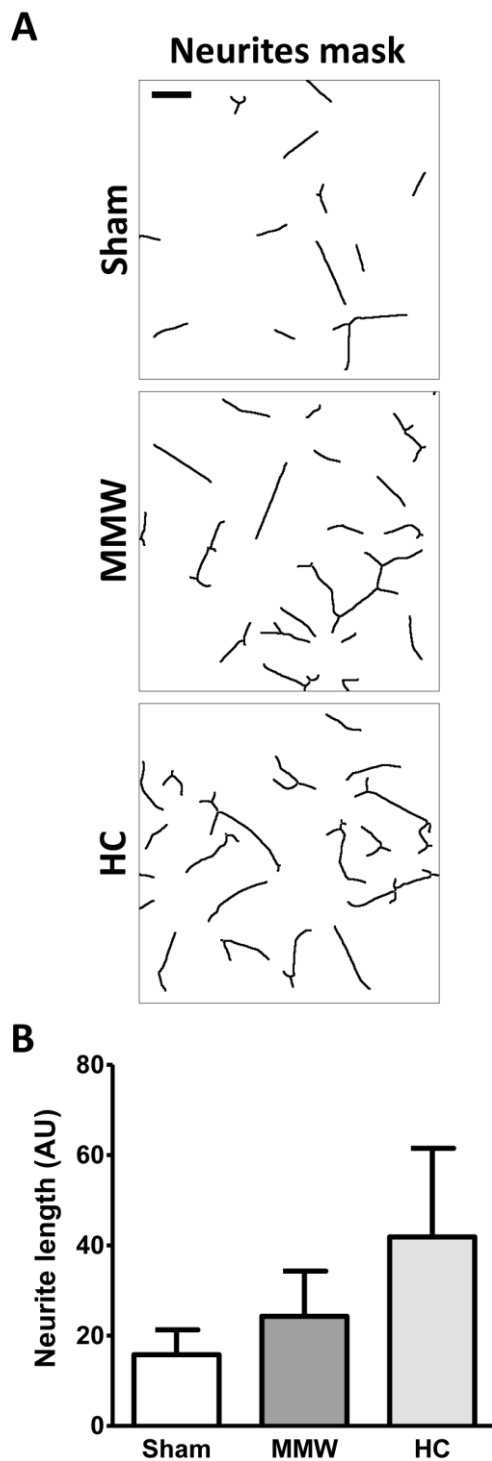 A
Neurites mask
Sham
MMW
HC
B
Neurite length (AU)
80
60
40
20
0
Sham MMW HC